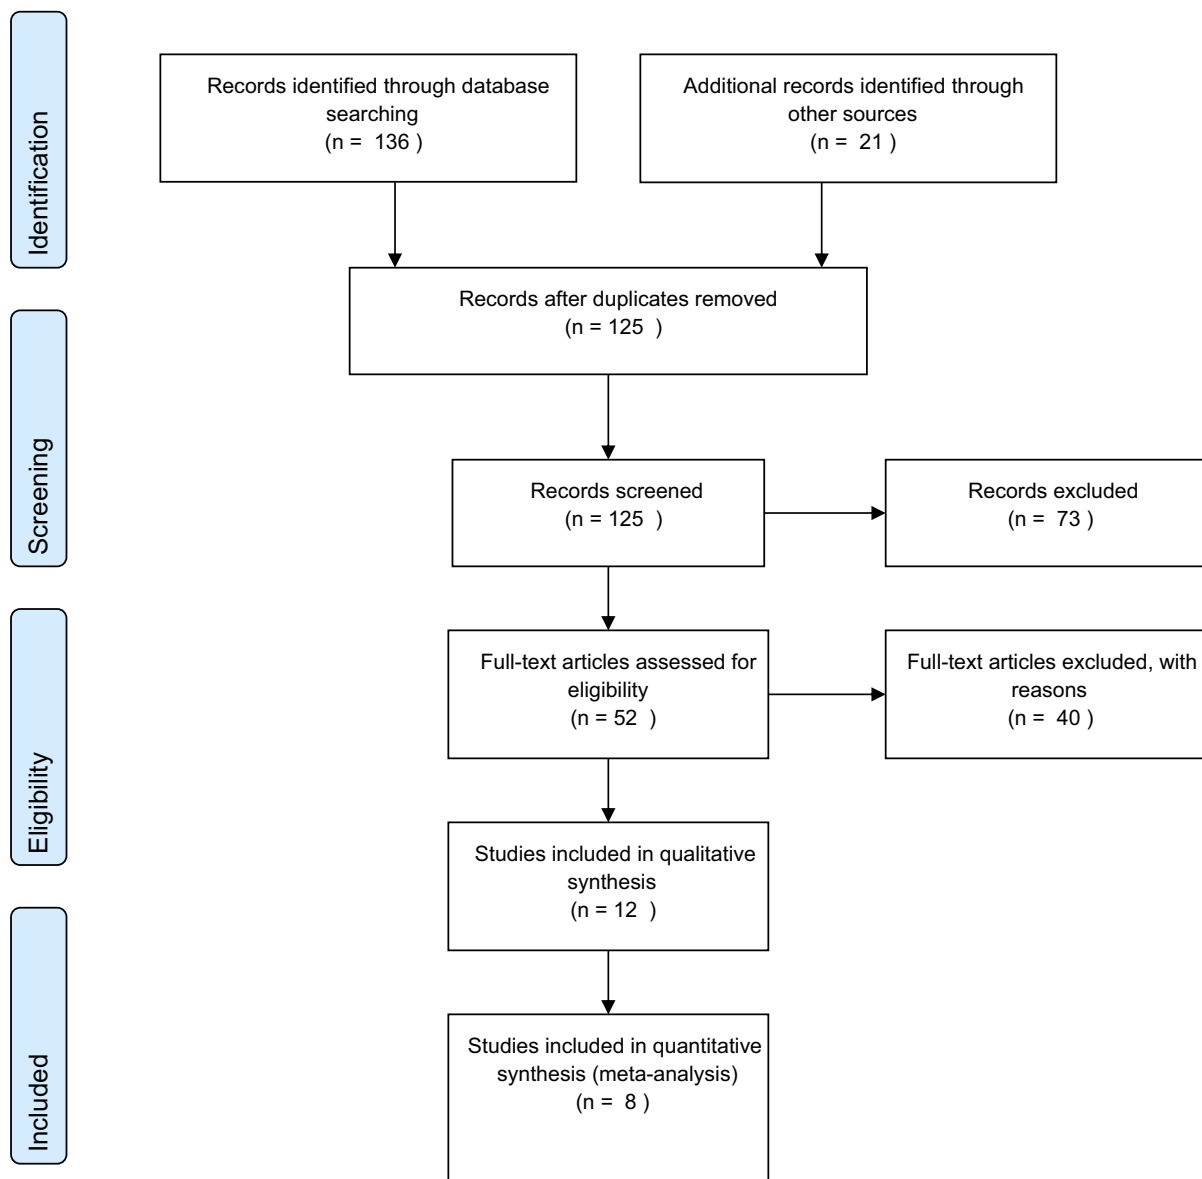 Identification
Records identified through database
searching
(n = 136 )
Additional records identified through
other sources
(n = 21 )
Records after duplicates removed
(n = 125 )
Screening
Records screened
(n = 125 )
Records excluded
(n = 73 )
Eligibility
Full-text articles assessed for
eligibility
(n = 52 )
Full-text articles excluded, with
reasons
(n = 40 )
Studies included in qualitative
synthesis
(n = 12 )
Included
Studies included in quantitative
synthesis (meta-analysis)
(n = 8 )